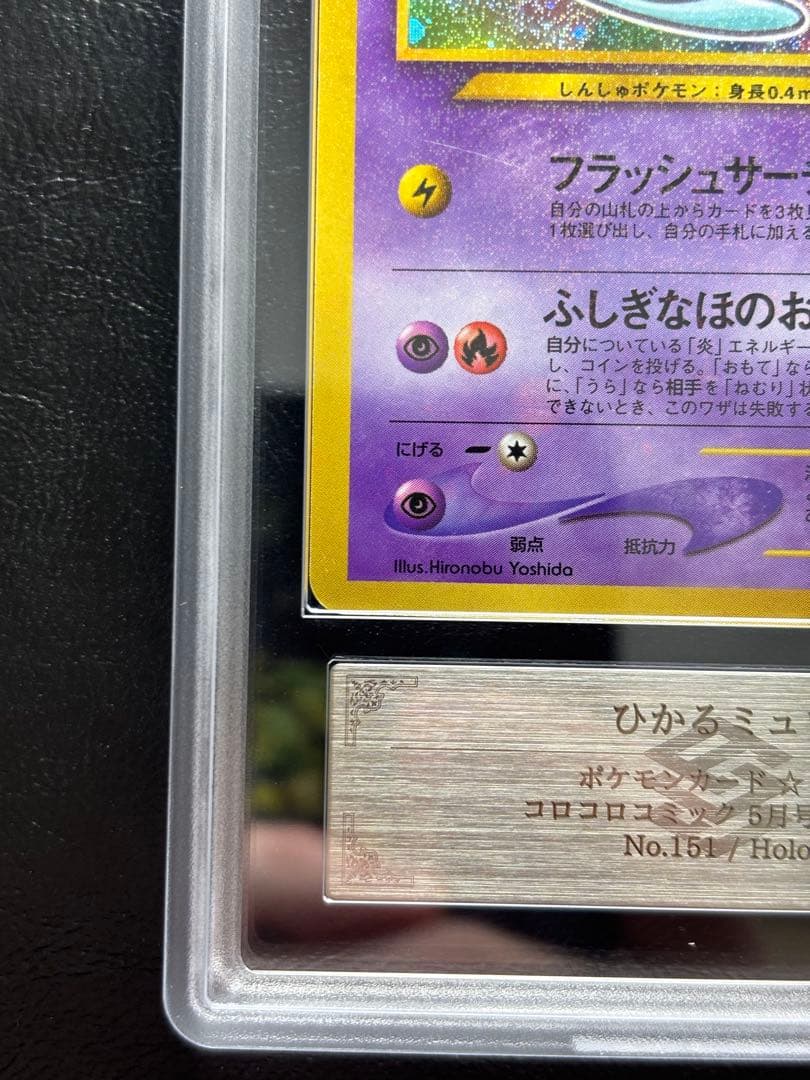 しんしゅポケモン：身長0.4m
フラッシュサーチ
自分の山札の上からカードを3枚見
1枚選び出し、自分の手札に加える
ふしぎなほのお
自分についている「炎」エネルギー
し、コインを投げる。「おもて」なら
に、「うら」なら相手を「ねむり」状
できないとき、このワザは失敗する
にげる
弱点
抵抗力
Illus.Hironobu Yoshida
ひかるミュ
ポケモンカード☆
コロコロコミック 5月号
No.151 / Holo